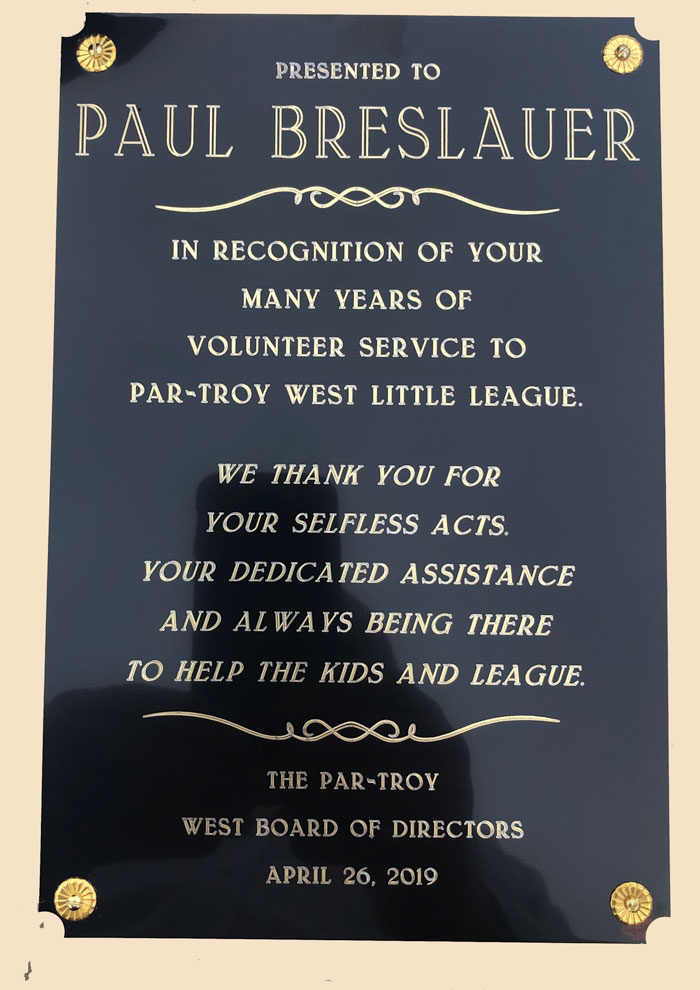 PRESENTED TO
PAUL BRESLAUER
IN RECOGNITION OF YOUR
MANY YEARS OF
VOLUNTEER SERVICE TO
PAR-TROY WEST LITTLE LEAGUE.
WE THANK YOU FOR
YOUR SELFLESS ACTS.
YOUR DEDICATED ASSISTANCE
AND ALWAYS BEING THERE
TO HELP THE KIDS AND LEAGUE.
THE PAR-TROY
WEST BOARD OF DIRECTORS
APRIL 26, 2019